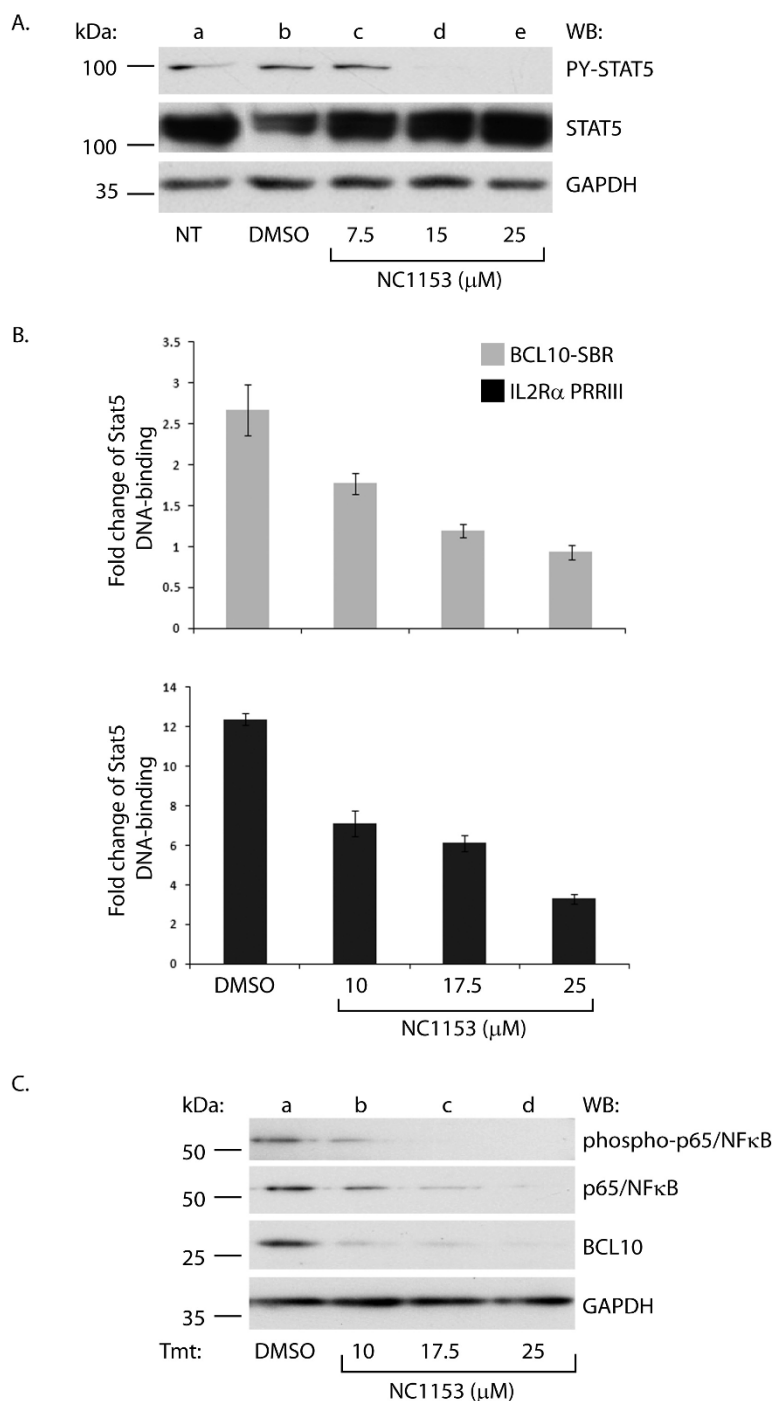 A.
kDa: a b c d e WB:
100 PY-STAT5
STAT5
100
35 GAPDH
NT DMSO 7.5 15 25
NC1153 (μM)
B.
BCL10-SBR
IL2Rα PRRIII
Fold change of Stat5
DNA-binding
3.5
3
2.5
2
1.5
1
0.5
0
Fold change of Stat5
DNA-binding
14
12
10
8
6
4
2
0
DMSO 10 17.5 25
NC1153 (μM)
C.
kDa: a b c d WB:
50 phospho-p65/NFκB
50 p65/NFκB
25 BCL10
35 GAPDH
Tmt: DMSO 10 17.5 25
NC1153 (μM)